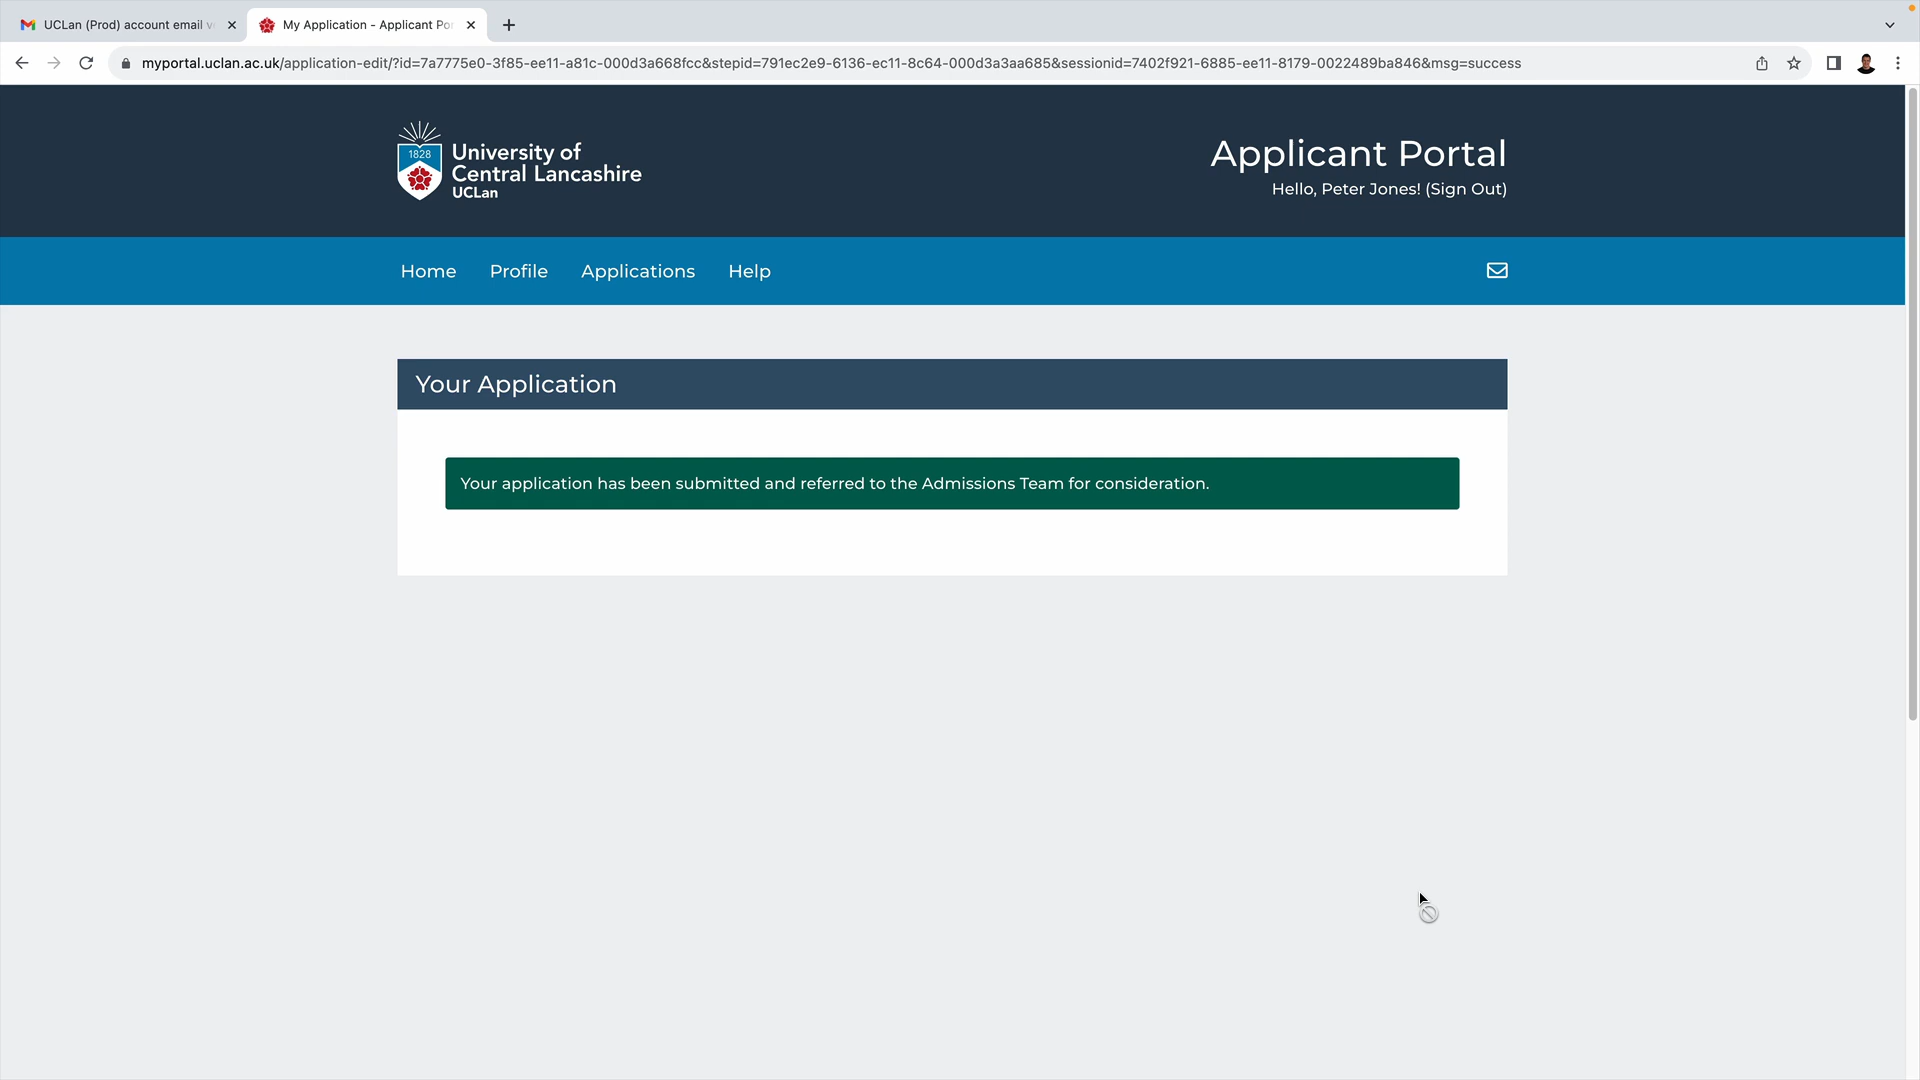 UCLan (Prod) account email v
My Application - Applicant Po
myportal.uclan.ac.uk/application-edit/?id=7a7775e0-3f85-ee11-a81c-000d3a668fcc&stepid=791ec2e9-6136-ec11-8c64-000d3a3aa685&sessionid=7402f921-6885-ee11-8179-0022489ba846&msg=success
1828
University of
Central Lancashire
UCLan
Applicant Portal
Hello, Peter Jones! (Sign Out)
Home Profile Applications Help
Your Application
Your application has been submitted and referred to the Admissions Team for consideration.